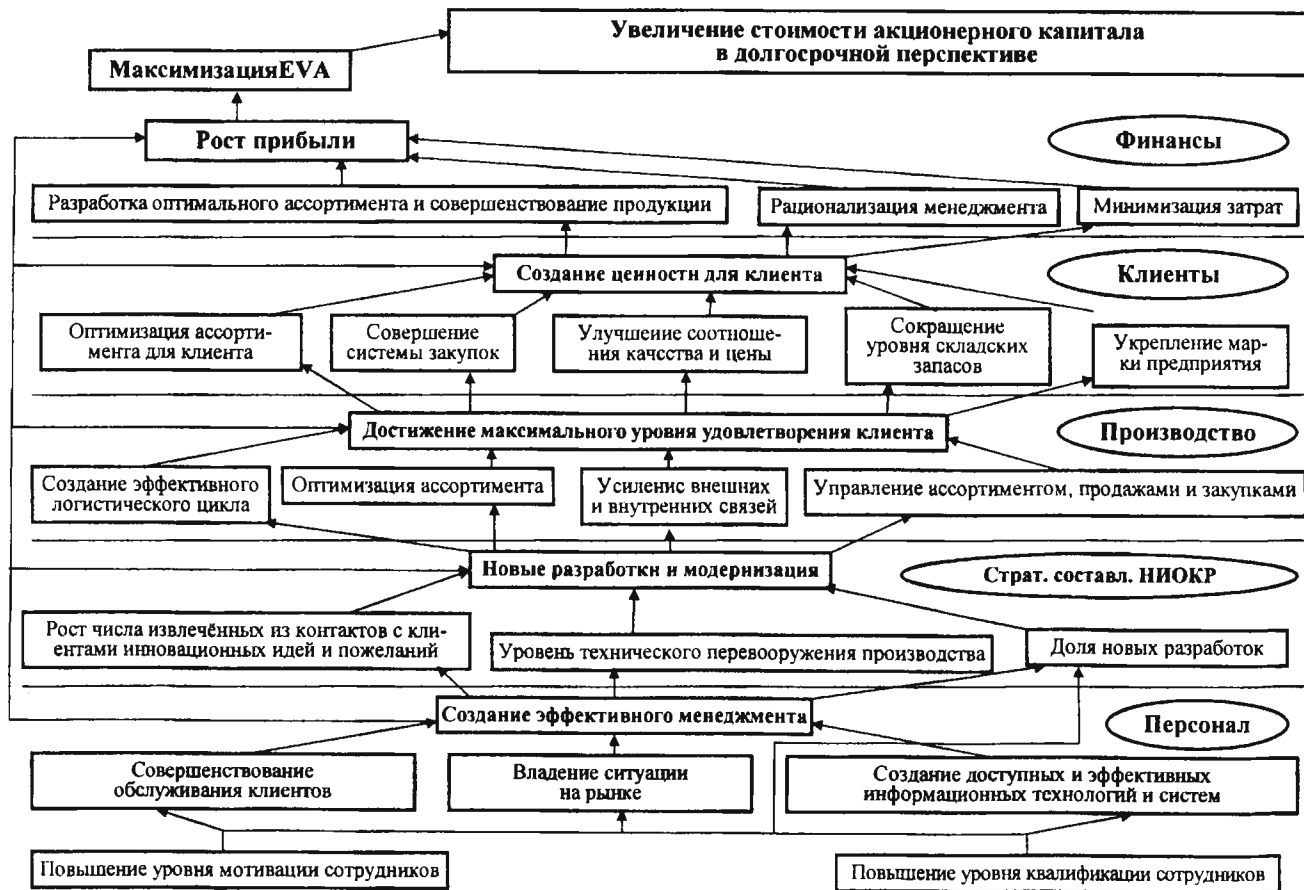 Увеличение стоимости акционерного капитала
в долгосрочной перспективе
МаксимизацияEVA
Рост прибыли
Финансы
Разработка оптимального ассортимента и совершенствование продукции
Рационализация менеджмента
Минимизация затрат
Создание ценности для клиента
Клиенты
Оптимизация ассорти-
мента для клиента
Совершение
системы закупок
Улучшение соотноше-
ния качества и цены
Сокращение
уровня складских
запасов
Укрепление мар-
ки предприятия
Достижение максимального уровия удовлетворения клиента
Производство
Создание эффективного
логистического цикла
Оптимизация ассортимента
Усиление внешних
и внутренних связей
Управление ассортиментом, продажами и закупками
Новые разработки и модернизация
Страт. составл. НИОКР
Рост числа извлечённых из контактов с кли-
ентами инновационных идей и пожеланий
Уровень технического перевооружения производства
Доля новых разработок
Создание эффективного менеджмента
Персонал
Совершенствование
обслуживания клиентов
Владение ситуации
на рынке
Создание доступных и эффективных
информационных технологий и систем
Повышение уровня мотивации сотрудников
Повышение уровня квалификации сотрудников